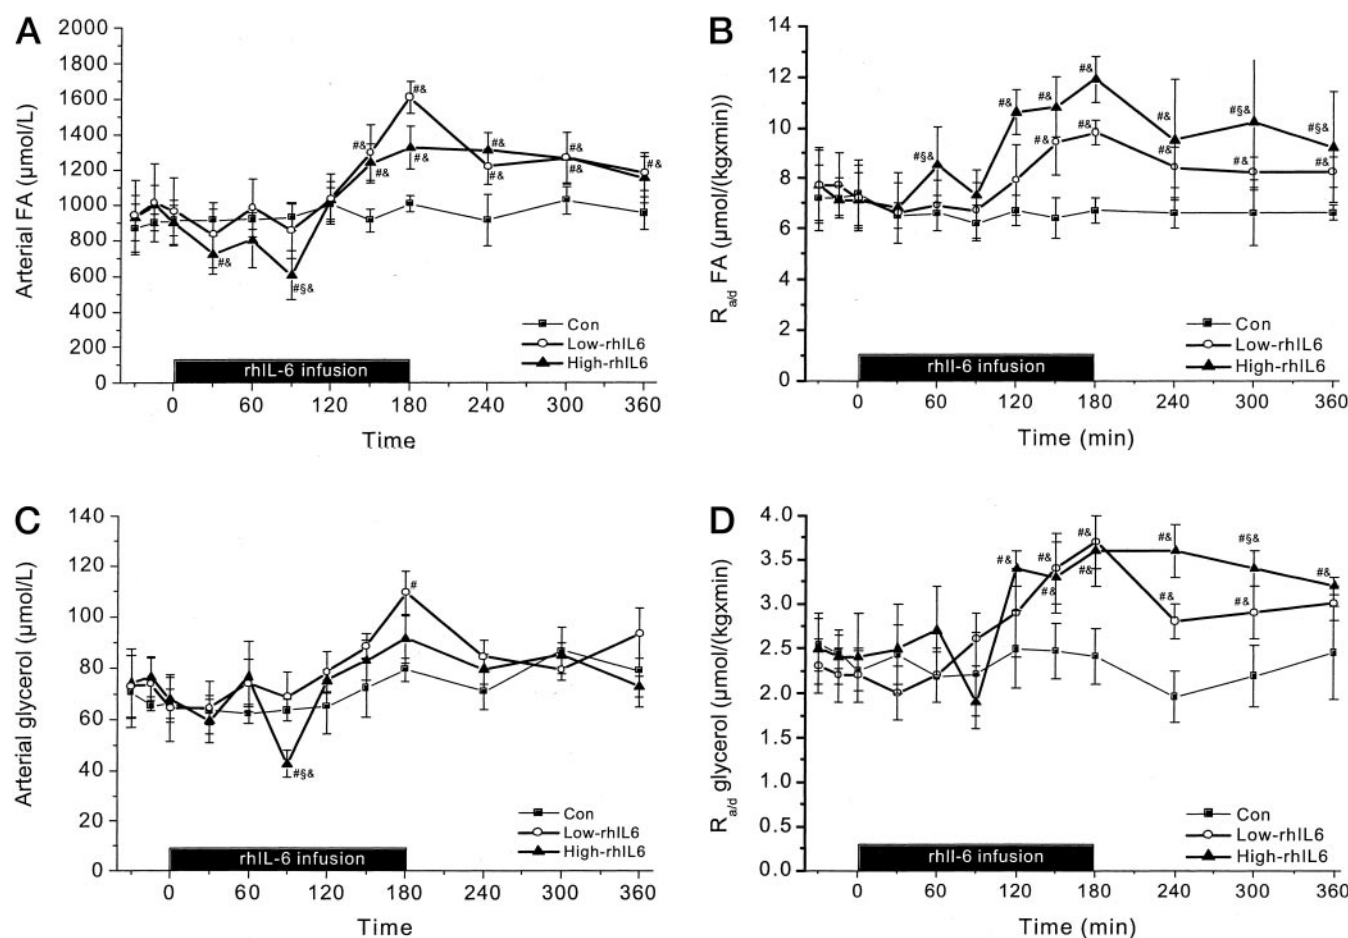 A
Arterial FA (µmol/L)
2000
1800
1600
1400
1200
1000
800
600
400
200
0
#&
#& #& #& #&
#& #& #& #&
#&
#§&
Con
Low-rhIL6
High-rhIL6
rhIL-6 infusion
0 60 120 180 240 300 360
Time
B
R a/d FA (µmol/(kgxmin))
14
12
10
8
6
4
2
0
#&
#& #&
#§& #& #§& #§&
#& #&
#& #& #&
Con
Low-rhIL6
High-rhIL6
rhIl-6 infusion
0 60 120 180 240 300 360
Time (min)
C
Arterial glycerol (µmol/L)
140
120
100
80
60
40
20
0
#
#§&
Con
Low-rhIL6
High-rhIL6
rhIL-6 infusion
0 60 120 180 240 300 360
Time
D
R a/d glycerol (µmol/(kgxmin)
4.0
3.5
3.0
2.5
2.0
1.5
1.0
0.5
0.0
#& #& #& #& #§& #&
#& #&
#& #&
Con
Low-rhIL6
High-rhIL6
rhIl-6 infusion
0 60 120 180 240 300 360
Time (min)